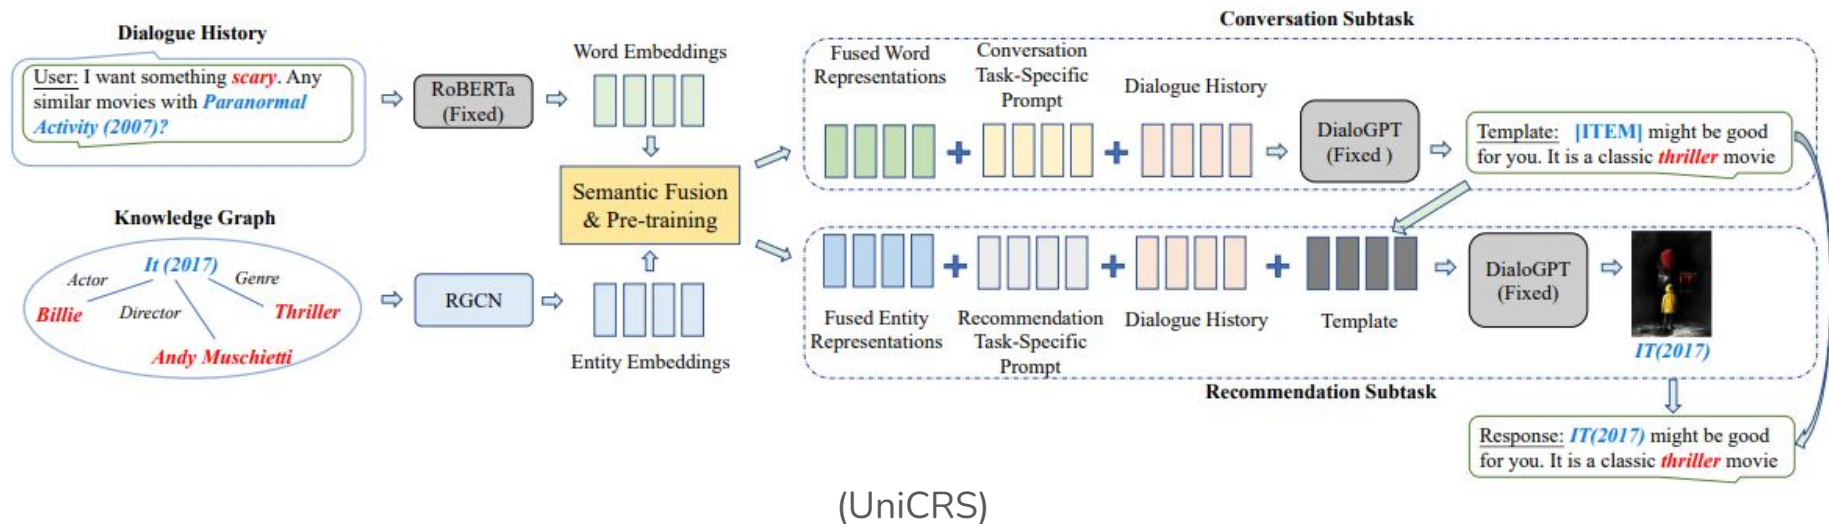 Dialogue History
User: I want something scary. Any
similar movies with Paranormal
Activity (2007)?
RoBERTa
(Fixed)
Word Embeddings
Knowledge Graph
It (2017)
Actor
Genre
Billie
Director
Thriller
Andy Muschietti
RGCN
Entity Embeddings
Semantic Fusion
& Pre-training
Conversation Subtask
Fused Word
Representations
Conversation
Task-Specific
Prompt
Dialogue History
+
+
DialoGPT
(Fixed )
Template: [ITEM] might be good
for you. It is a classic thriller movie
+
+
+
Fused Entity
Representations
Recommendation
Task-Specific
Prompt
Dialogue History
Template
DialoGPT
(Fixed)
IT(2017)
Recommendation Subtask
Response: IT(2017) might be good
for you. It is a classic thriller movie
(UniCRS)